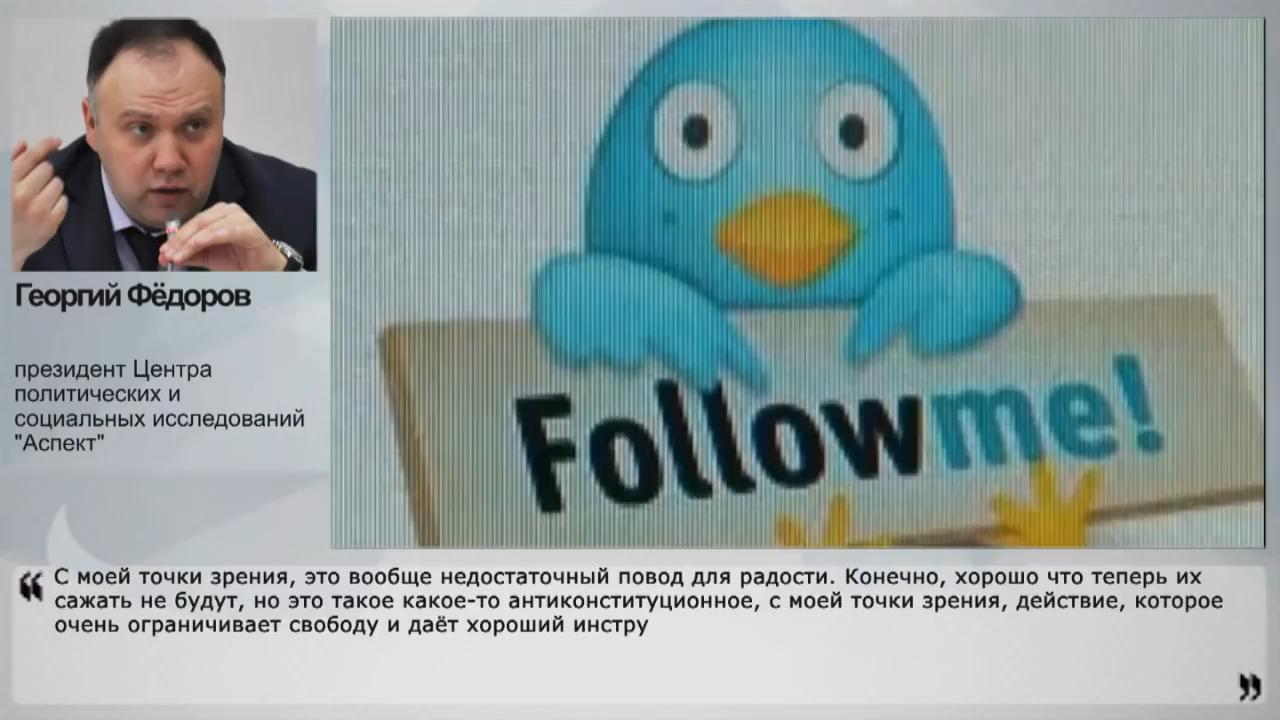 Георгий Фёдоров
президент Центра
политических и
социальных исследований
"Аспект"
Followme!
“ С моей точки зрения, это вообще недостаточный повод для радости. Конечно, хорошо что теперь их
сажать не будут, но это такое какое-то антиконституционное, с моей точки зрения, действие, которое
очень ограничивает свободу и даёт хороший инстру
”